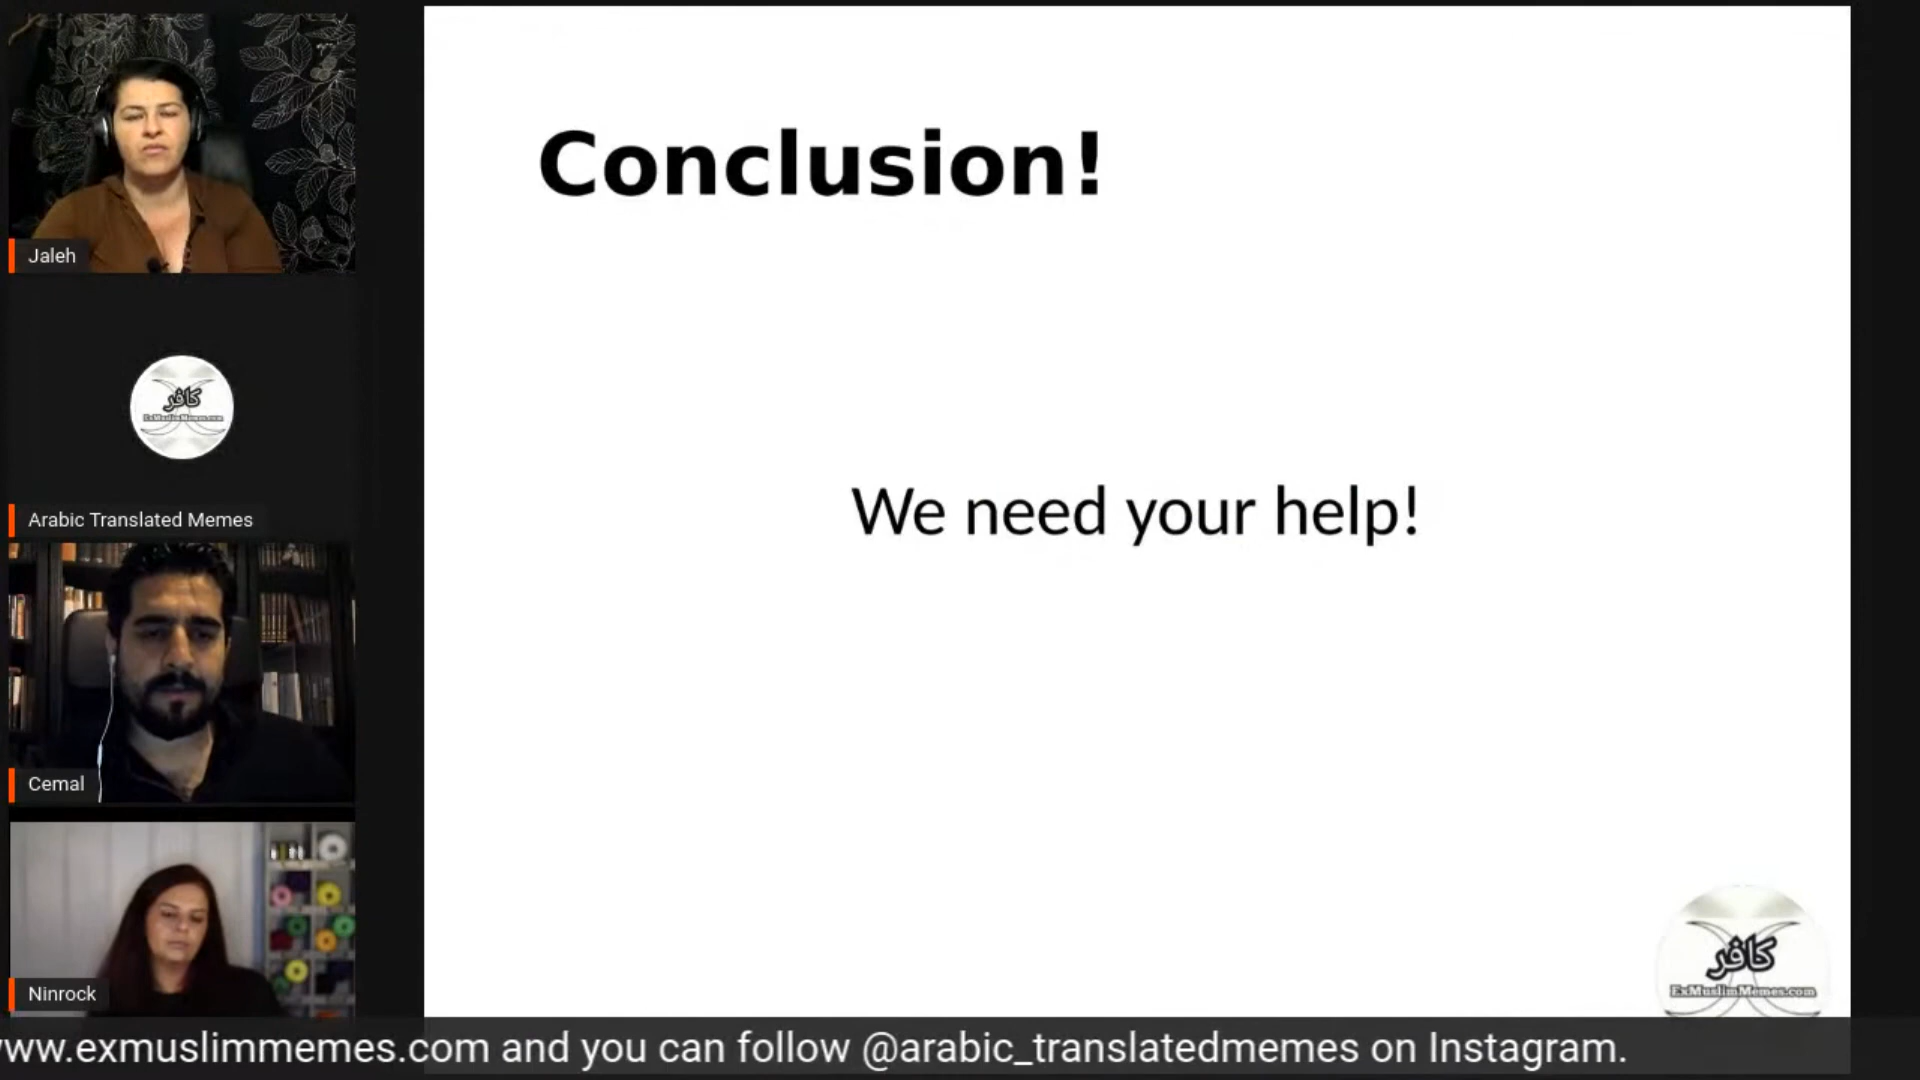 Conclusion!
We need your help!
Jaleh
كافر
ExMuslimMemes.com
Arabic Translated Memes
Cemal
Ninrock
كافر
ExMuslimMemes.com
www.exmuslimmemes.com and you can follow @arabic_translatedmemes on Instagram.